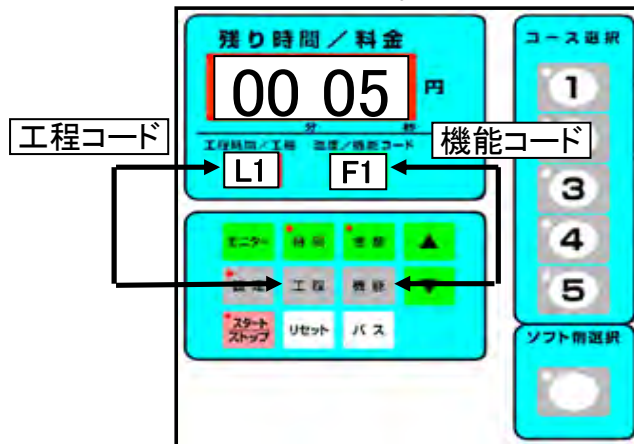 残り時間／料金
00 05 円
分 秒
工程時間／工程 温度／機能コード
L1 F1
工程コード
機能コード
モニター 時間 温度 ▲
工程 機能 ▼
スタート
ストップ リセット パス
コース選択
1
3
4
5
ソフト剤選択